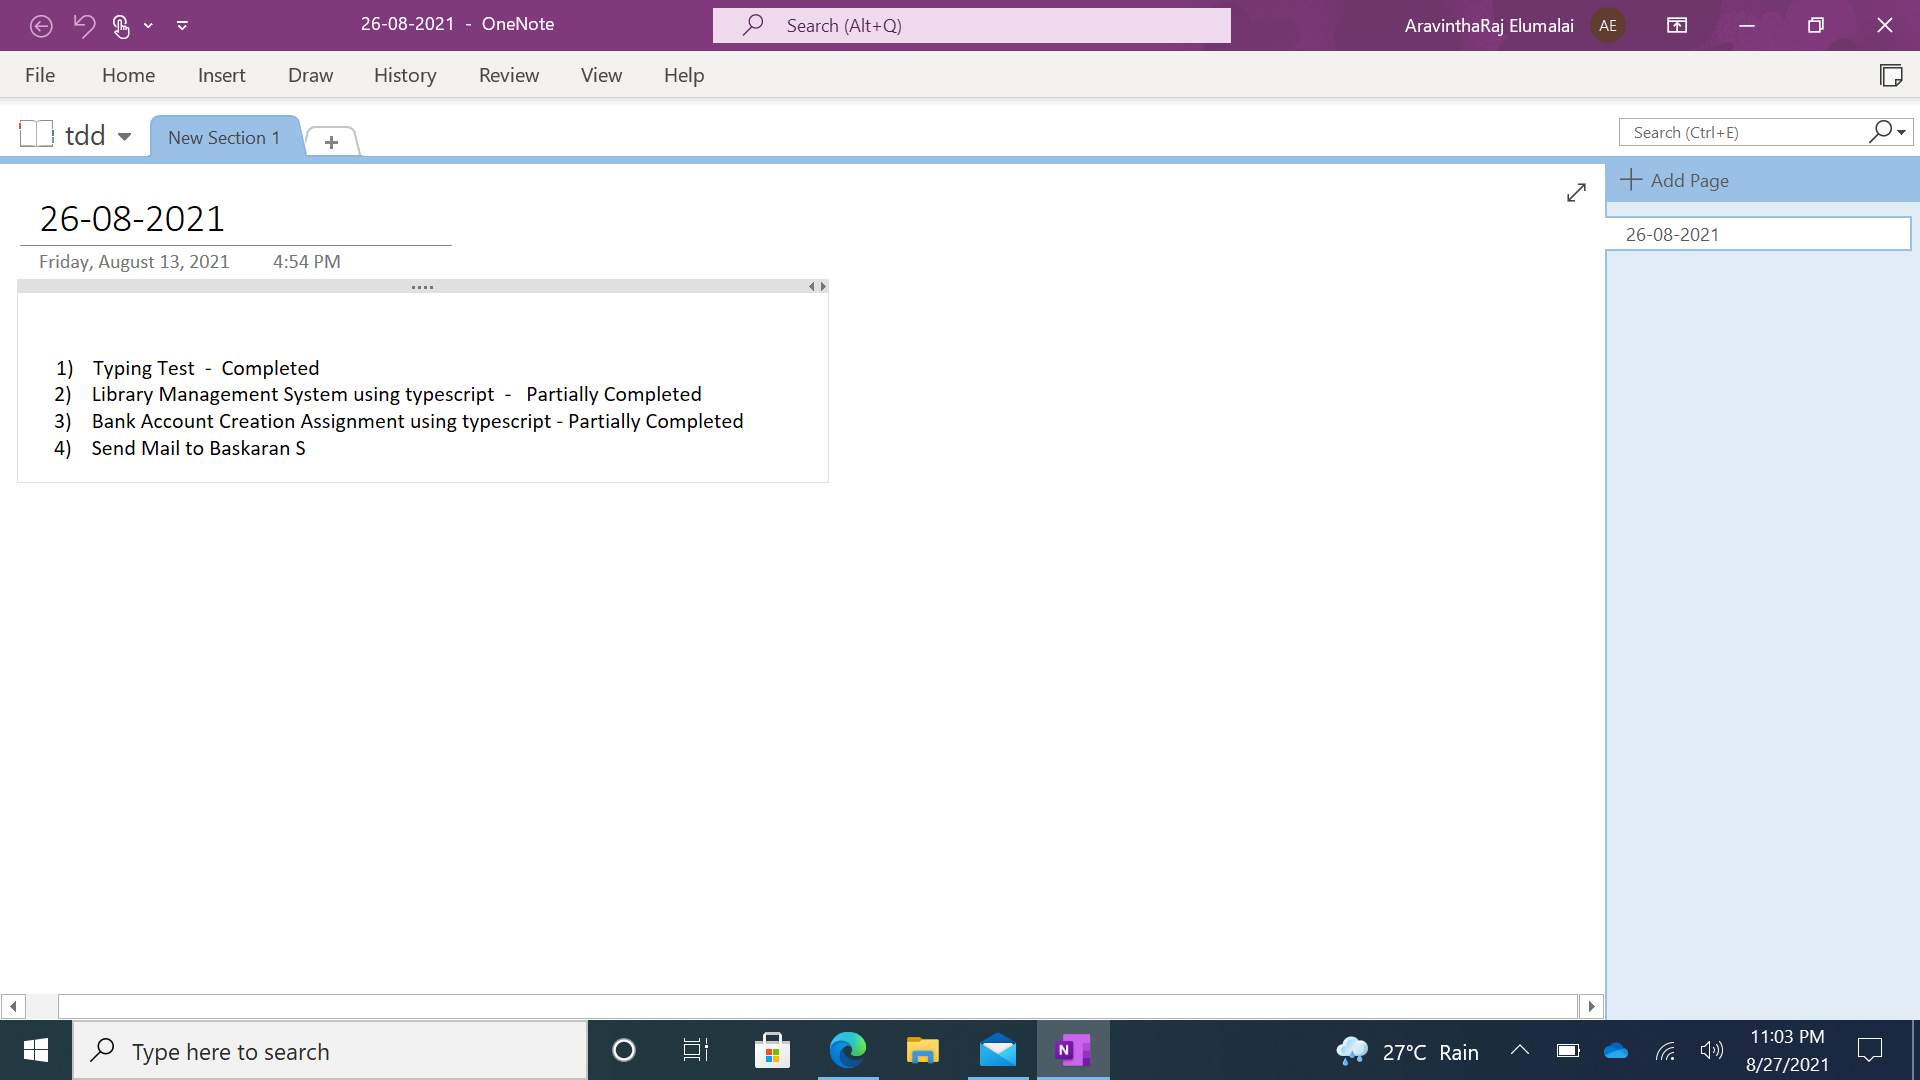 26-08-2021 - OneNote
Search (Alt+Q)
AravinthaRaj Elumalai
AE
File Home Insert Draw History Review View Help
tdd
New Section 1
+
Search (Ctrl+E)
Add Page
26-08-2021
26-08-2021
Friday, August 13, 2021 4:54 PM
1) Typing Test - Completed
2) Library Management System using typescript - Partially Completed
3) Bank Account Creation Assignment using typescript - Partially Completed
4) Send Mail to Baskaran S
Type here to search
N
27°C Rain
11:03 PM
8/27/2021